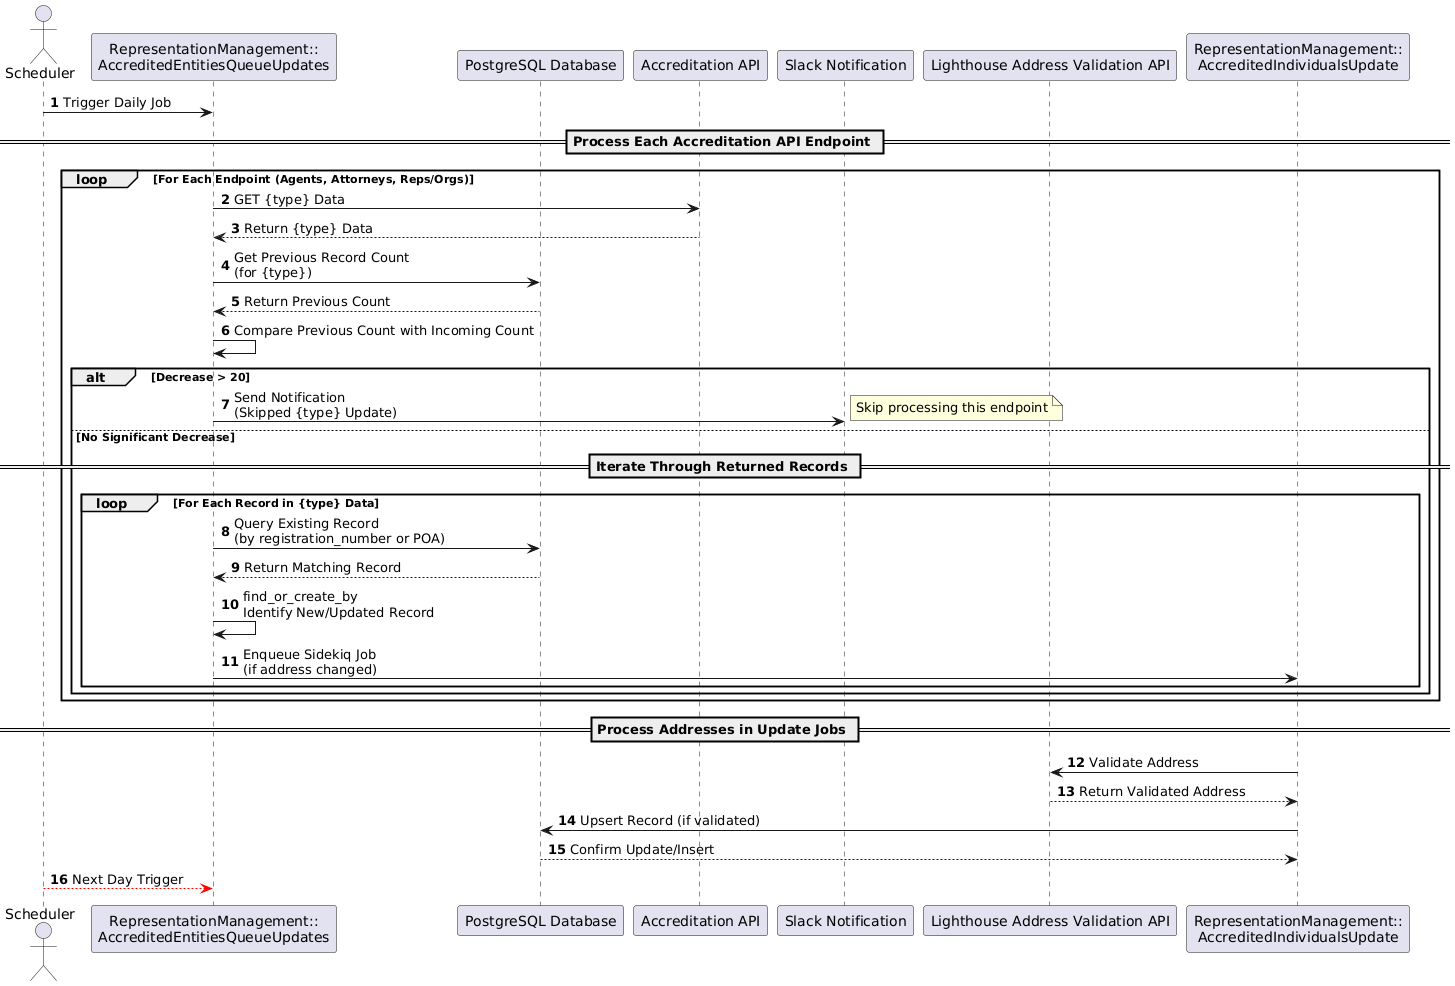 Scheduler
RepresentationManagement::
AccreditedEntitiesQueueUpdates
PostgreSQL Database
Accreditation API
Slack Notification
Lighthouse Address Validation API
RepresentationManagement::
AccreditedIndividualsUpdate
1 Trigger Daily Job
Process Each Accreditation API Endpoint
loop [For Each Endpoint (Agents, Attorneys, Reps/Orgs)]
2 GET {type} Data
3 Return {type} Data
4 Get Previous Record Count
(for {type})
5 Return Previous Count
6 Compare Previous Count with Incoming Count
alt [Decrease > 20]
7 Send Notification
(Skipped {type} Update)
Skip processing this endpoint
[No Significant Decrease]
Iterate Through Returned Records
loop [For Each Record in {type} Data]
8 Query Existing Record
(by registration_number or POA)
9 Return Matching Record
10 find_or_create_by
Identify New/Updated Record
11 Enqueue Sidekiq Job
(if address changed)
Process Addresses in Update Jobs
12 Validate Address
13 Return Validated Address
14 Upsert Record (if validated)
15 Confirm Update/Insert
16 Next Day Trigger
Scheduler
RepresentationManagement::
AccreditedEntitiesQueueUpdates
PostgreSQL Database
Accreditation API
Slack Notification
Lighthouse Address Validation API
RepresentationManagement::
AccreditedIndividualsUpdate